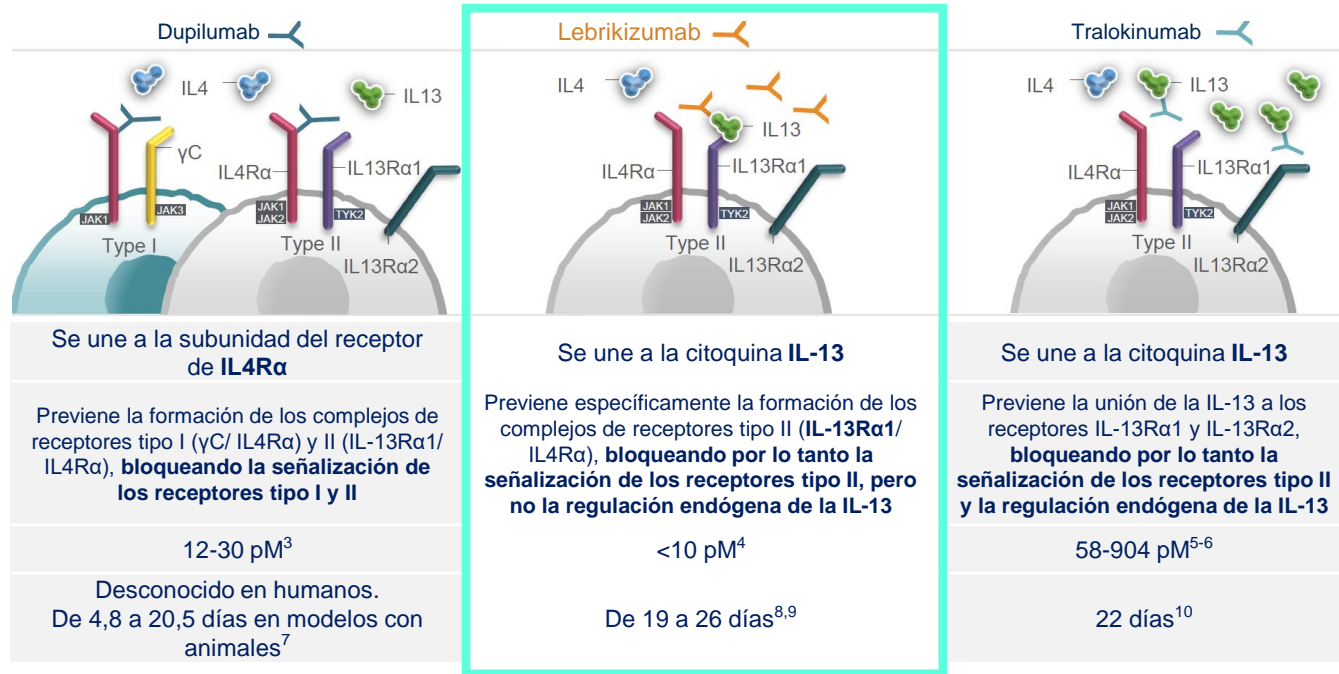 Dupilumab
IL4
IL13
γC
IL4Rα
IL13Rα1
JAK1
JAK3
JAK1
JAK2
TYK2
Type I
Type II
IL13Rα2
Se une a la subunidad del receptor
de IL4Rα
Previene la formación de los complejos de
receptores tipo I (γC/ IL4Rα) y II (IL-13Rα1/
IL4Rα), bloqueando la señalización de
los receptores tipo I y II
12-30 pM3
Desconocido en humanos.
De 4,8 a 20,5 días en modelos con
animales7
Lebrikizumab
IL4
IL13
IL4Rα
IL13Rα1
JAK1
JAK2
TYK2
Type II
IL13Rα2
Se une a la citoquina IL-13
Previene específicamente la formación de los
complejos de receptores tipo II (IL-13Rα1/
IL4Rα), bloqueando por lo tanto la
señalización de los receptores tipo II, pero
no la regulación endógena de la IL-13
<10 pM4
De 19 a 26 días8,9
Tralokinumab
IL4
IL13
IL4Rα
IL13Rα1
JAK1
JAK2
TYK2
Type II
IL13Rα2
Se une a la citoquina IL-13
Previene la unión de la IL-13 a los
receptores IL-13Rα1 y IL-13Rα2,
bloqueando por lo tanto la
señalización de los receptores tipo II
y la regulación endógena de la IL-13
58-904 pM5-6
22 días10